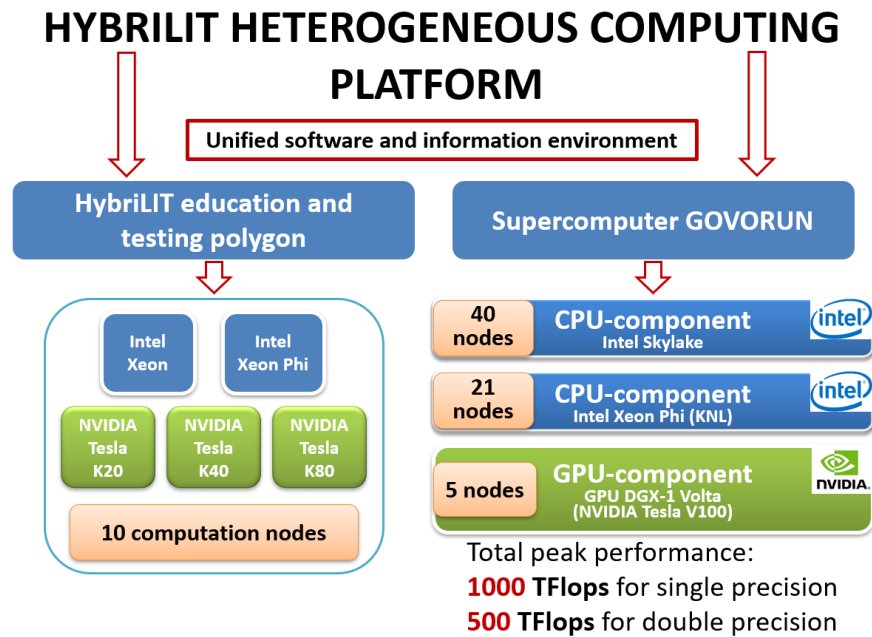 HYBRILIT HETEROGENEOUS COMPUTING
PLATFORM
Unified software and information environment
HybriLIT education and
testing polygon
Intel
Xeon
Intel
Xeon Phi
NVIDIA
Tesla
K20
NVIDIA
Tesla
K40
NVIDIA
Tesla
K80
10 computation nodes
Supercomputer GOVORUN
40
nodes
CPU-component
Intel Skylake
intel
21
nodes
CPU-component
Intel Xeon Phi (KNL)
intel
5 nodes
GPU-component
GPU DGX-1 Volta
(NVIDIA Tesla V100)
NVIDIA.
Total peak performance:
1000 TFlops for single precision
500 TFlops for double precision